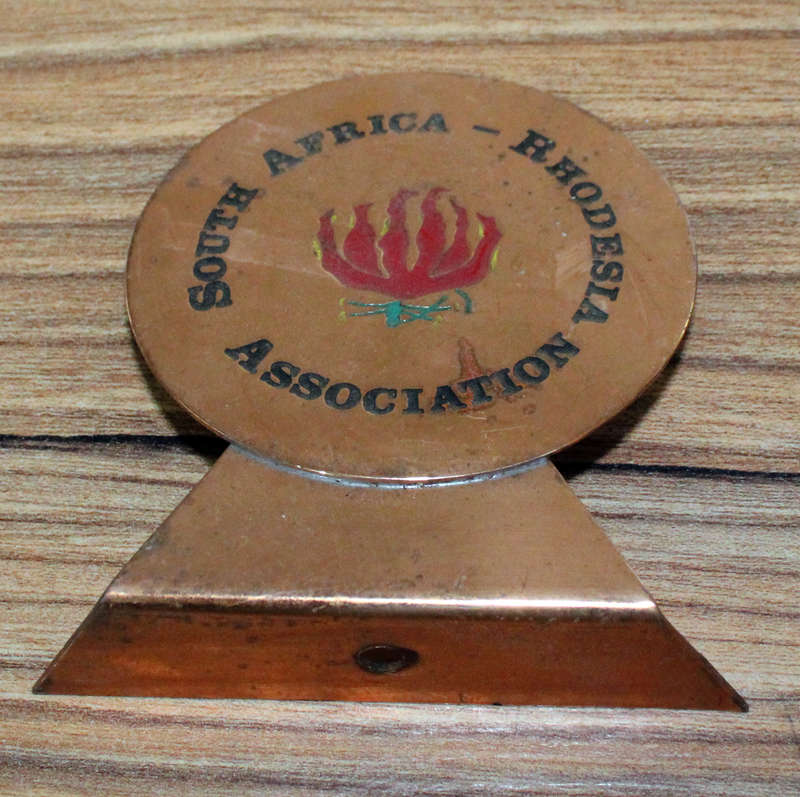 SOUTH AFRICA – RHODESIA
ASSOCIATION